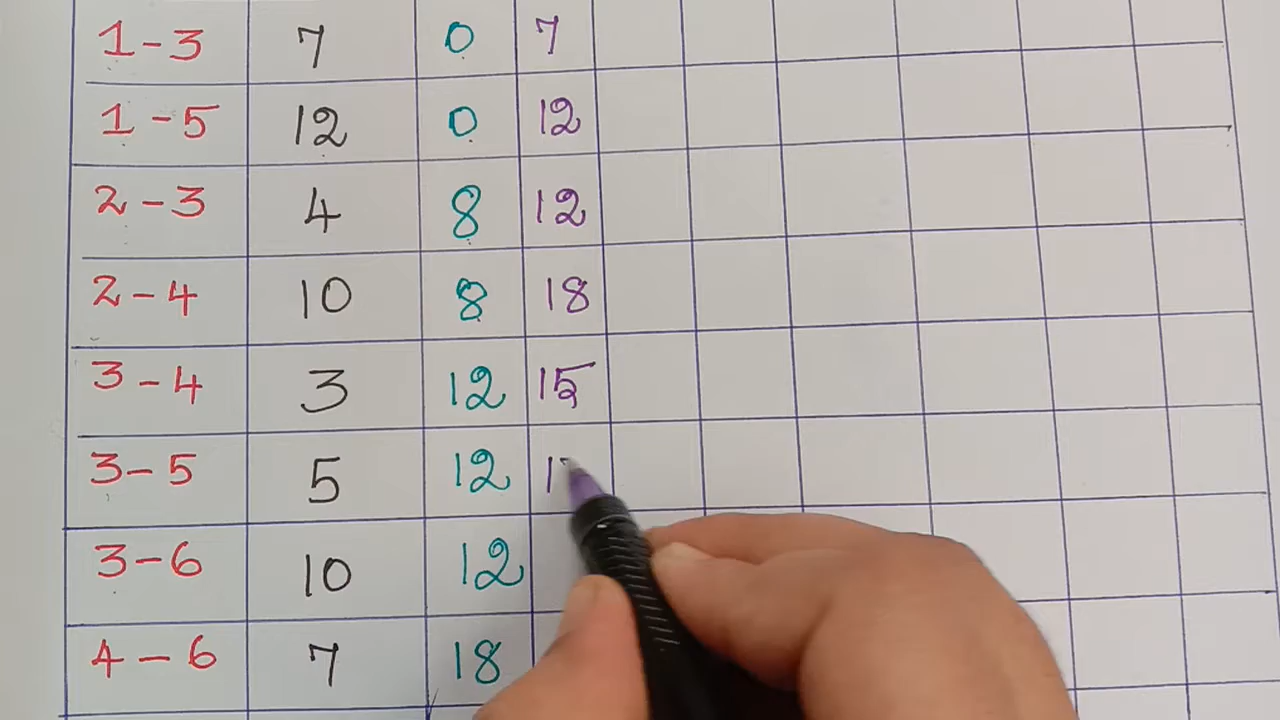 1-3 7 0 7
1-5 12 0 12
2-3 4 8 12
2-4 10 8 18
3-4 3 12 15
3-5 5 12
3-6 10 12
4-6 7 18